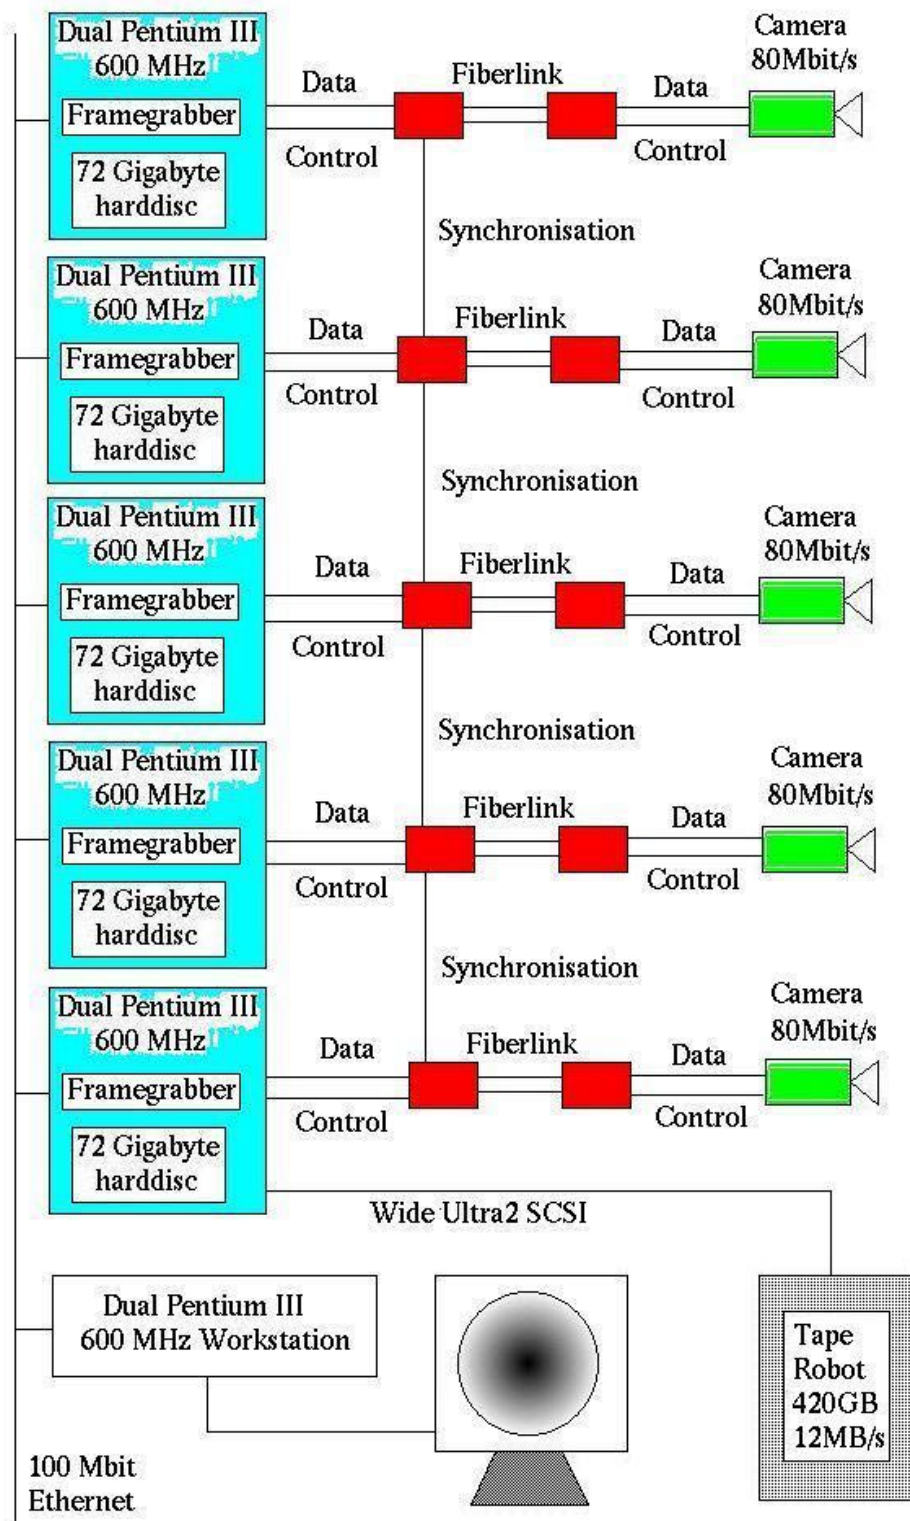 Dual Pentium III
600 MHz
Framegrabber
72 Gigabyte
harddisc
Data
Control
Fiberlink
Data
Control
Camera
80Mbit/s
Synchronisation
Dual Pentium III
600 MHz
Framegrabber
72 Gigabyte
harddisc
Data
Control
Fiberlink
Data
Control
Camera
80Mbit/s
Synchronisation
Dual Pentium III
600 MHz
Framegrabber
72 Gigabyte
harddisc
Data
Control
Fiberlink
Data
Control
Camera
80Mbit/s
Synchronisation
Dual Pentium III
600 MHz
Framegrabber
72 Gigabyte
harddisc
Data
Control
Fiberlink
Data
Control
Camera
80Mbit/s
Synchronisation
Dual Pentium III
600 MHz
Framegrabber
72 Gigabyte
harddisc
Data
Control
Fiberlink
Data
Control
Camera
80Mbit/s
Wide Ultra2 SCSI
Dual Pentium III
600 MHz Workstation
Tape
Robot
420GB
12MB/s
100 Mbit
Ethernet